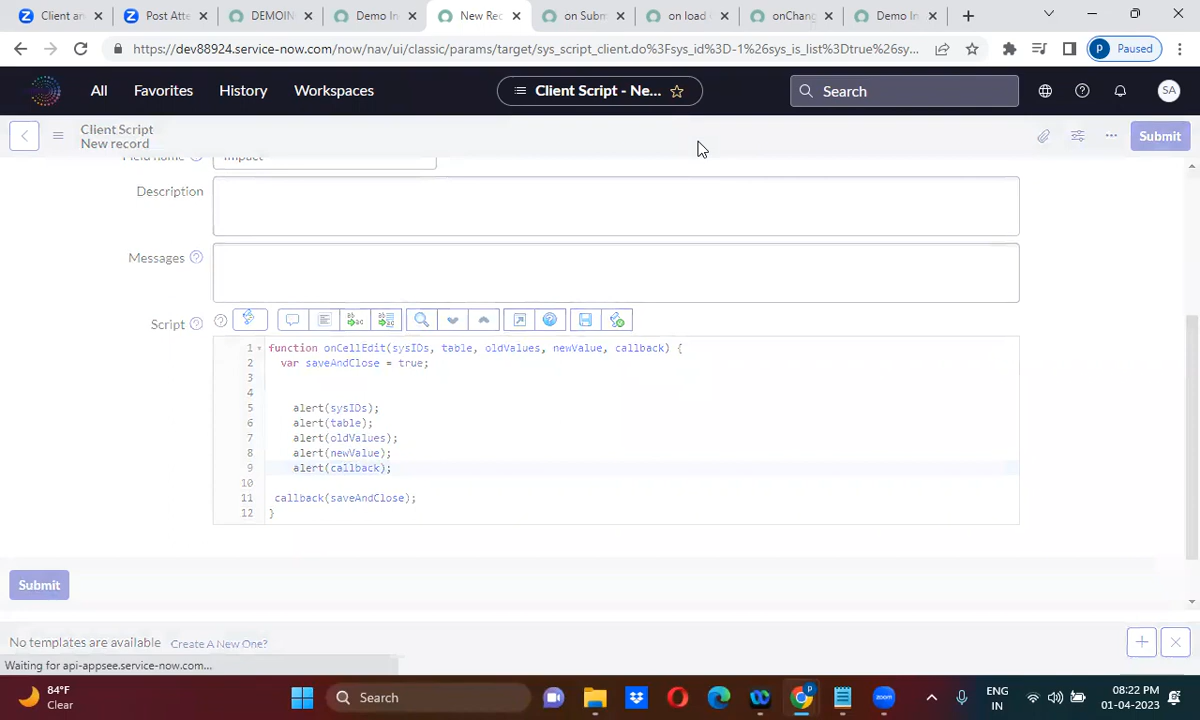 Client an
Post Atte
DEMOIN
Demo In
New Rec
on Subm
on load
onChang
Demo In
https://dev88924.service-now.com/now/nav/ui/classic/params/target/sys_script_client.do%3Fsys_id%3D-1%26sys_is_list%3Dtrue%26sy...
P Paused
All
Favorites
History
Workspaces
Client Script - Ne...
Search
SA
Client Script
New record
Submit
Field name
Impact
Description
Messages
Script
1 function onCellEdit(sysIDs, table, oldValues, newValue, callback) {
2 var saveAndClose = true;
3
4
5 alert(sysIDs);
6 alert(table);
7 alert(oldValues);
8 alert(newValue);
9 alert(callback);
10
11 callback(saveAndClose);
12 }
Submit
No templates are available Create A New One?
Waiting for api-appsee.service-now.com...
84°F
Clear
Search
zoom
ENG
IN
08:22 PM
01-04-2023